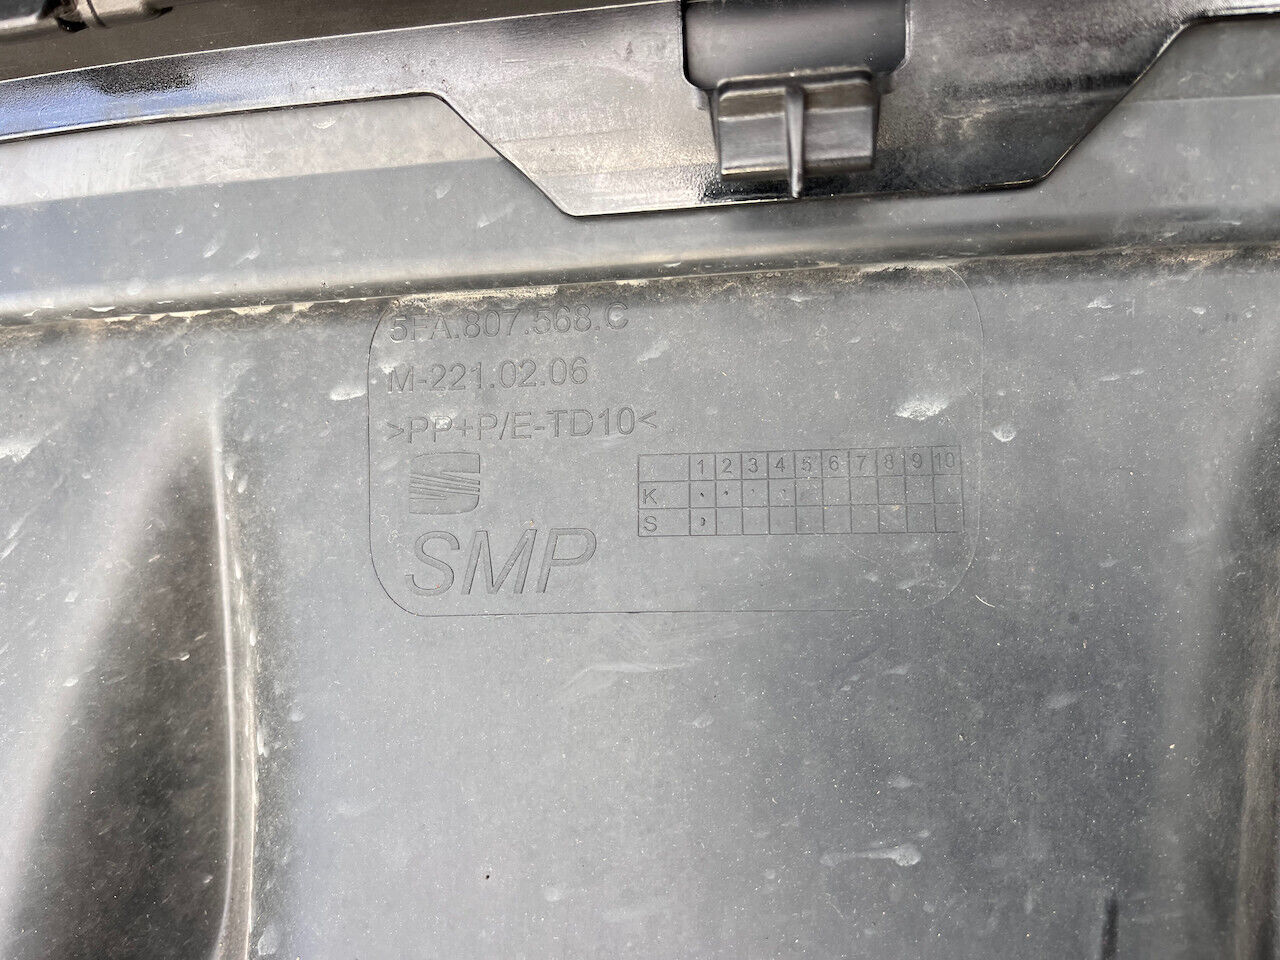 5FA.807.568.C
M-221.02.06
>PP+P/E-TD10<
1 2 3 4 5 6 7 8 9 10
K
S
SMP